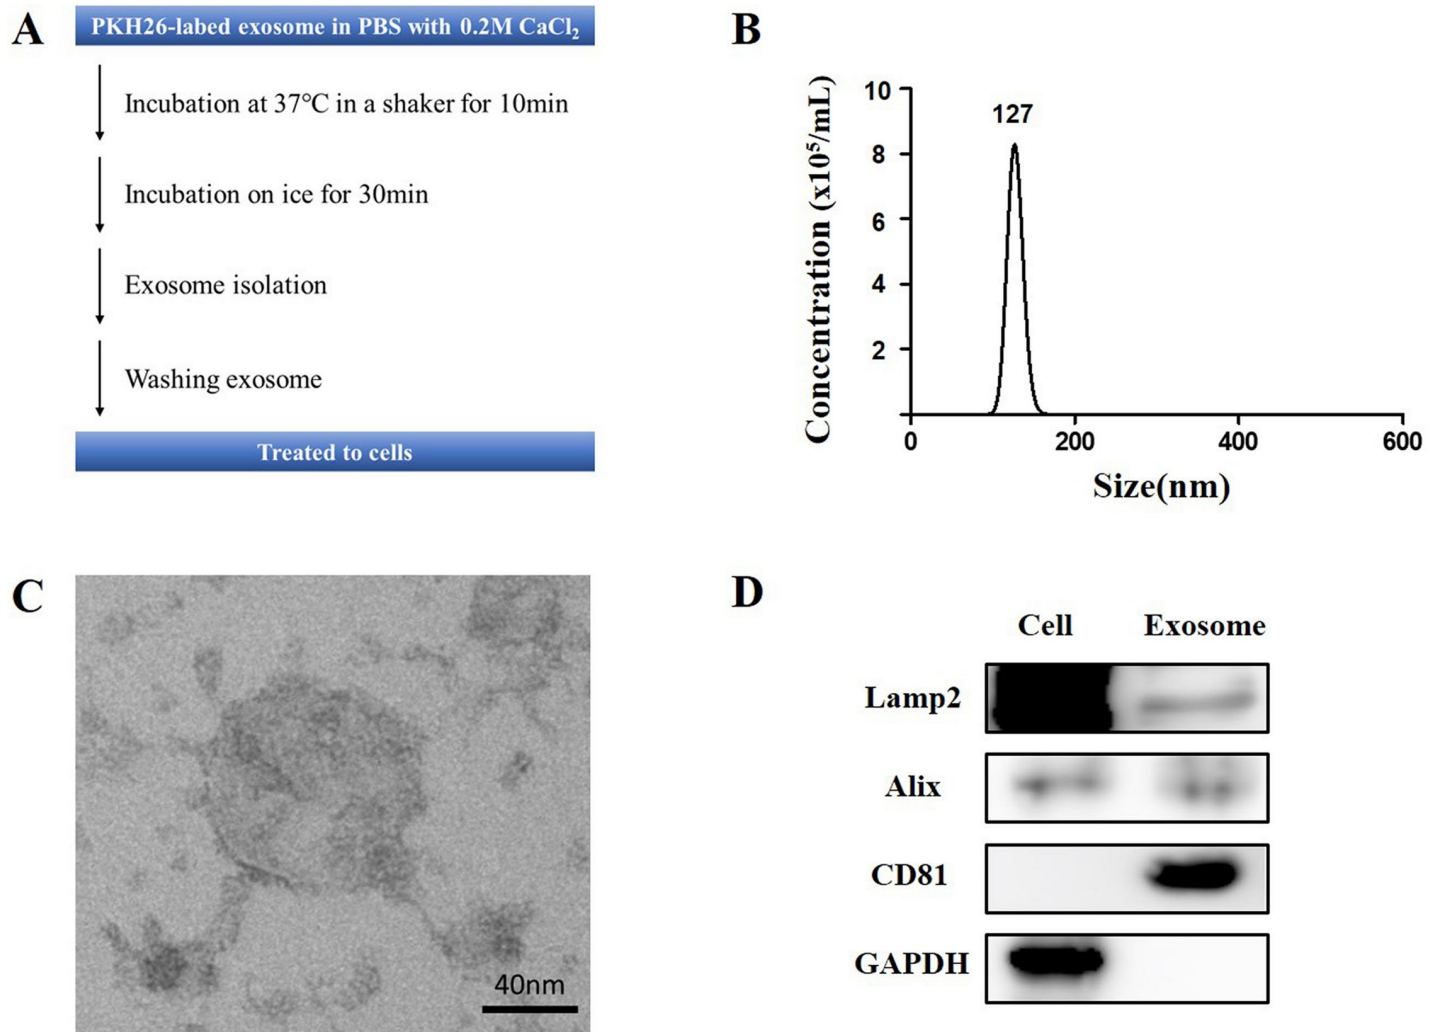 A
PKH26-labed exosome in PBS with 0.2M CaCl₂
Incubation at 37℃ in a shaker for 10min
Incubation on ice for 30min
Exosome isolation
Washing exosome
Treated to cells
B
Concentration (x10⁵/mL)
10
8
6
4
2
127
0
200
400
600
Size(nm)
C
40nm
D
Cell
Exosome
Lamp2
Alix
CD81
GAPDH